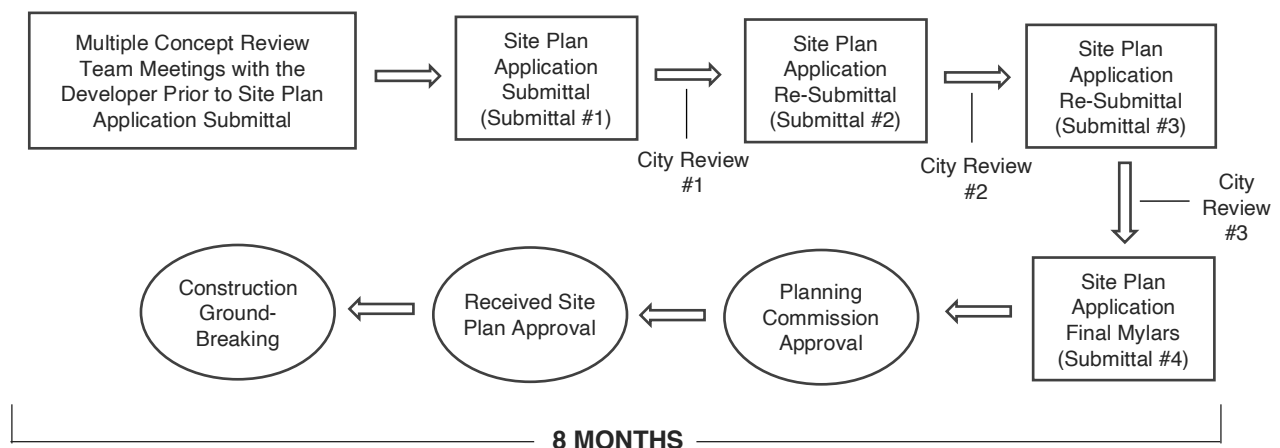 Multiple Concept Review
Team Meetings with the
Developer Prior to Site Plan
Application Submittal
Site Plan
Application
Submittal
(Submittal #1)
City Review
#1
Site Plan
Application
Re-Submittal
(Submittal #2)
City Review
#2
Site Plan
Application
Re-Submittal
(Submittal #3)
City
Review
#3
Site Plan
Application
Final Mylars
(Submittal #4)
Planning
Commission
Approval
Received Site
Plan Approval
Construction
Ground-
Breaking
8 MONTHS